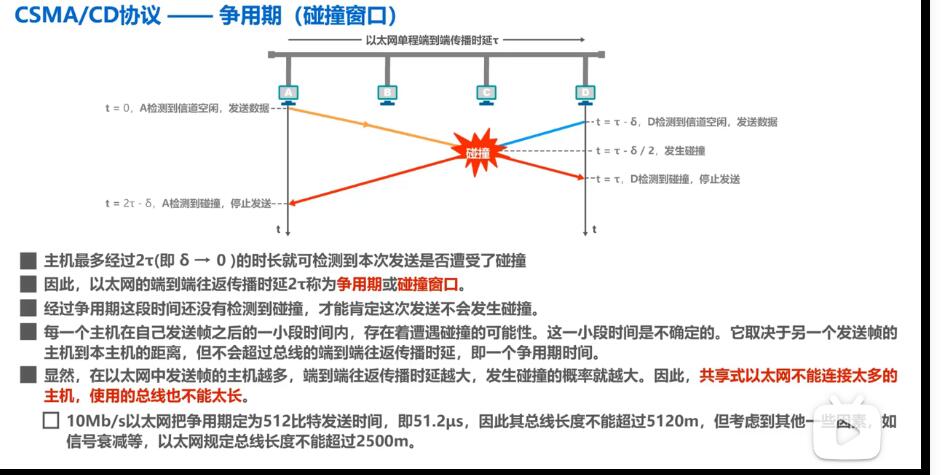 CSMA/CD协议 —— 争用期（碰撞窗口）
以太网单程端到端传播时延τ
A
B
C
D
t = 0，A检测到信道空闲，发送数据
t = τ - δ，D检测到信道空闲，发送数据
碰撞
t = τ - δ / 2，发生碰撞
t = τ，D检测到碰撞，停止发送
t = 2τ - δ，A检测到碰撞，停止发送
t
t
主机最多经过2τ(即 δ → 0 )的时长就可检测到本次发送是否遭受了碰撞
因此，以太网的端到端往返传播时延2τ称为争用期或碰撞窗口。
经过争用期这段时间还没有检测到碰撞，才能肯定这次发送不会发生碰撞。
每一个主机在自己发送帧之后的一小段时间内，存在着遭遇碰撞的可能性。这一小段时间是不确定的。它取决于另一个发送帧的
主机到本主机的距离，但不会超过总线的端到端往返传播时延，即一个争用期时间。
显然，在以太网中发送帧的主机越多，端到端往返传播时延越大，发生碰撞的概率就越大。因此，共享式以太网不能连接太多的
主机，使用的总线也不能太长。
10Mb/s以太网把争用期定为512比特发送时间，即51.2μs，因此其总线长度不能超过5120m，但考虑到其他一些因素，如
信号衰减等，以太网规定总线长度不能超过2500m。